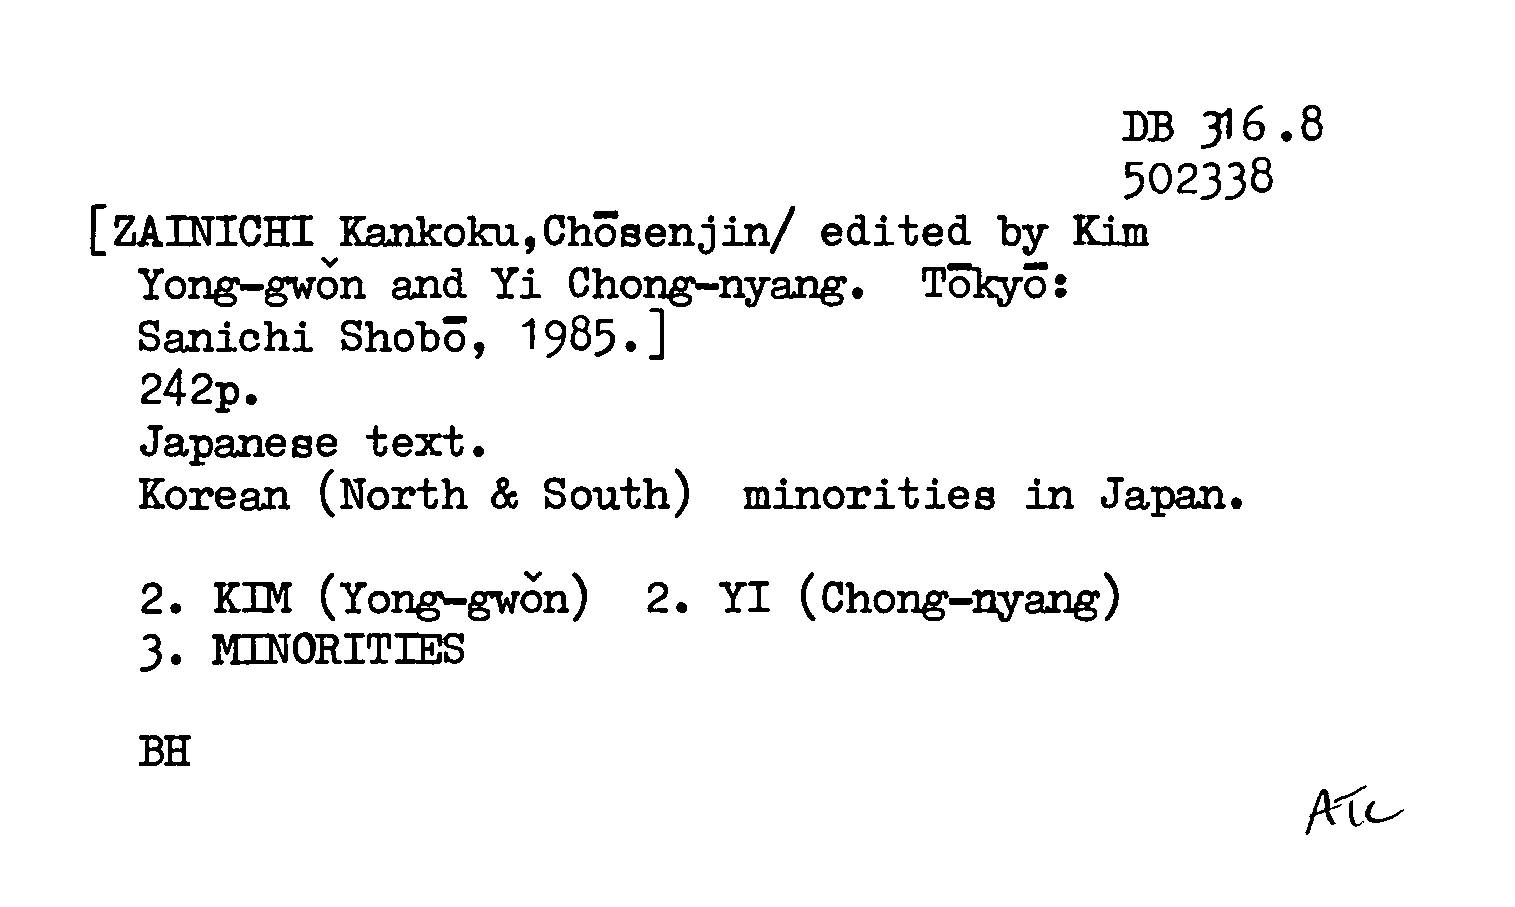 DB 316.8
502338
[ZAINICHI Kankoku,Chōsenjin/ edited by Kim
Yong-gwǒn and Yi Chong-nyang. Tōkyō:
Sanichi Shobō, 1985.]
242p.
Japanese text.
Korean (North & South) minorities in Japan.
2. KIM (Yong-gwǒn) 2. YI (Chong-nyang)
3. MINORITIES
BH
ATC